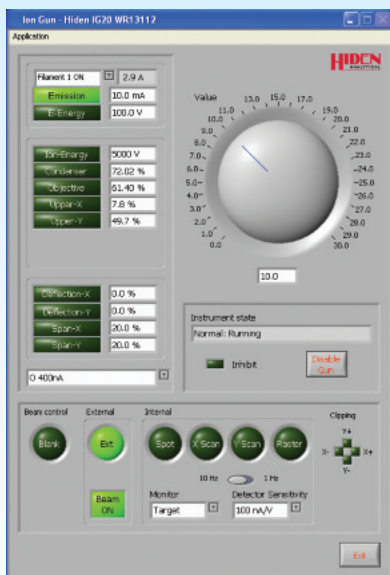 Ion Gun - Hiden IG20 WR13112
Application
HIDEN
ANALYTICAL
Filament 1 ON 2.9 A
Emission 10.0 mA
E-Energy 100.0 V
Ion-Energy 5000 V
Condenser 72.02 %
Objective 61.40 %
Upper-X 7.8 %
Upper-Y 49.7 %
Deflection-X 0.0 %
Deflection-Y 0.0 %
Span-X 20.0 %
Span-Y 20.0 %
O 400nA
Value
0.0
1.0
2.0
3.0
4.0
5.0
6.0
7.0
8.0
9.0
10.0
11.0
13.0
15.0
17.0
19.0
20.0
21.0
22.0
23.0
24.0
25.0
26.0
27.0
28.0
29.0
30.0
10.0
Instrument state
Normal: Running
Inhibit
Disable
Gun
Beam control
Blank
External
Ext
Beam
ON
Internal
Spot X Scan Y Scan Raster
10 Hz 1 Hz
Monitor Detector Sensitivity
Target 100 nA/V
Clipping
Y+
X- X+
Y-
Exit